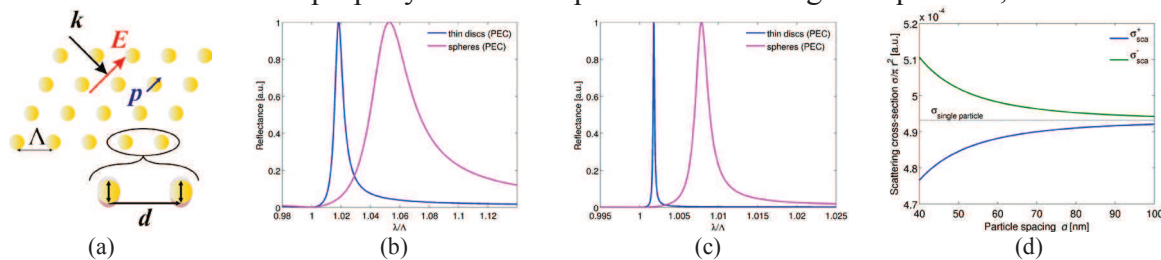 k
E
p
Λ
d
(a)
Reflectance [a.u.]
1
0.8
0.6
0.4
0.2
0
thin discs (PEC)
spheres (PEC)
0.98 1 1.02 1.04 1.06 1.08 1.1 1.12
λ/Λ
(b)
Reflectance [a.u.]
1
0.8
0.6
0.4
0.2
0
thin discs (PEC)
spheres (PEC)
0.995 1 1.005 1.01 1.015 1.02 1.025
λ/Λ
(c)
Scattering cross-section σ/π r² [a.u.]
x 10⁻⁴
5.2
5.1
5
4.9
4.8
4.7
σ⁺sca
σ⁻sca
σsingle particle
40 50 60 70 80 90 100
Particle spacing d [nm]
(d)